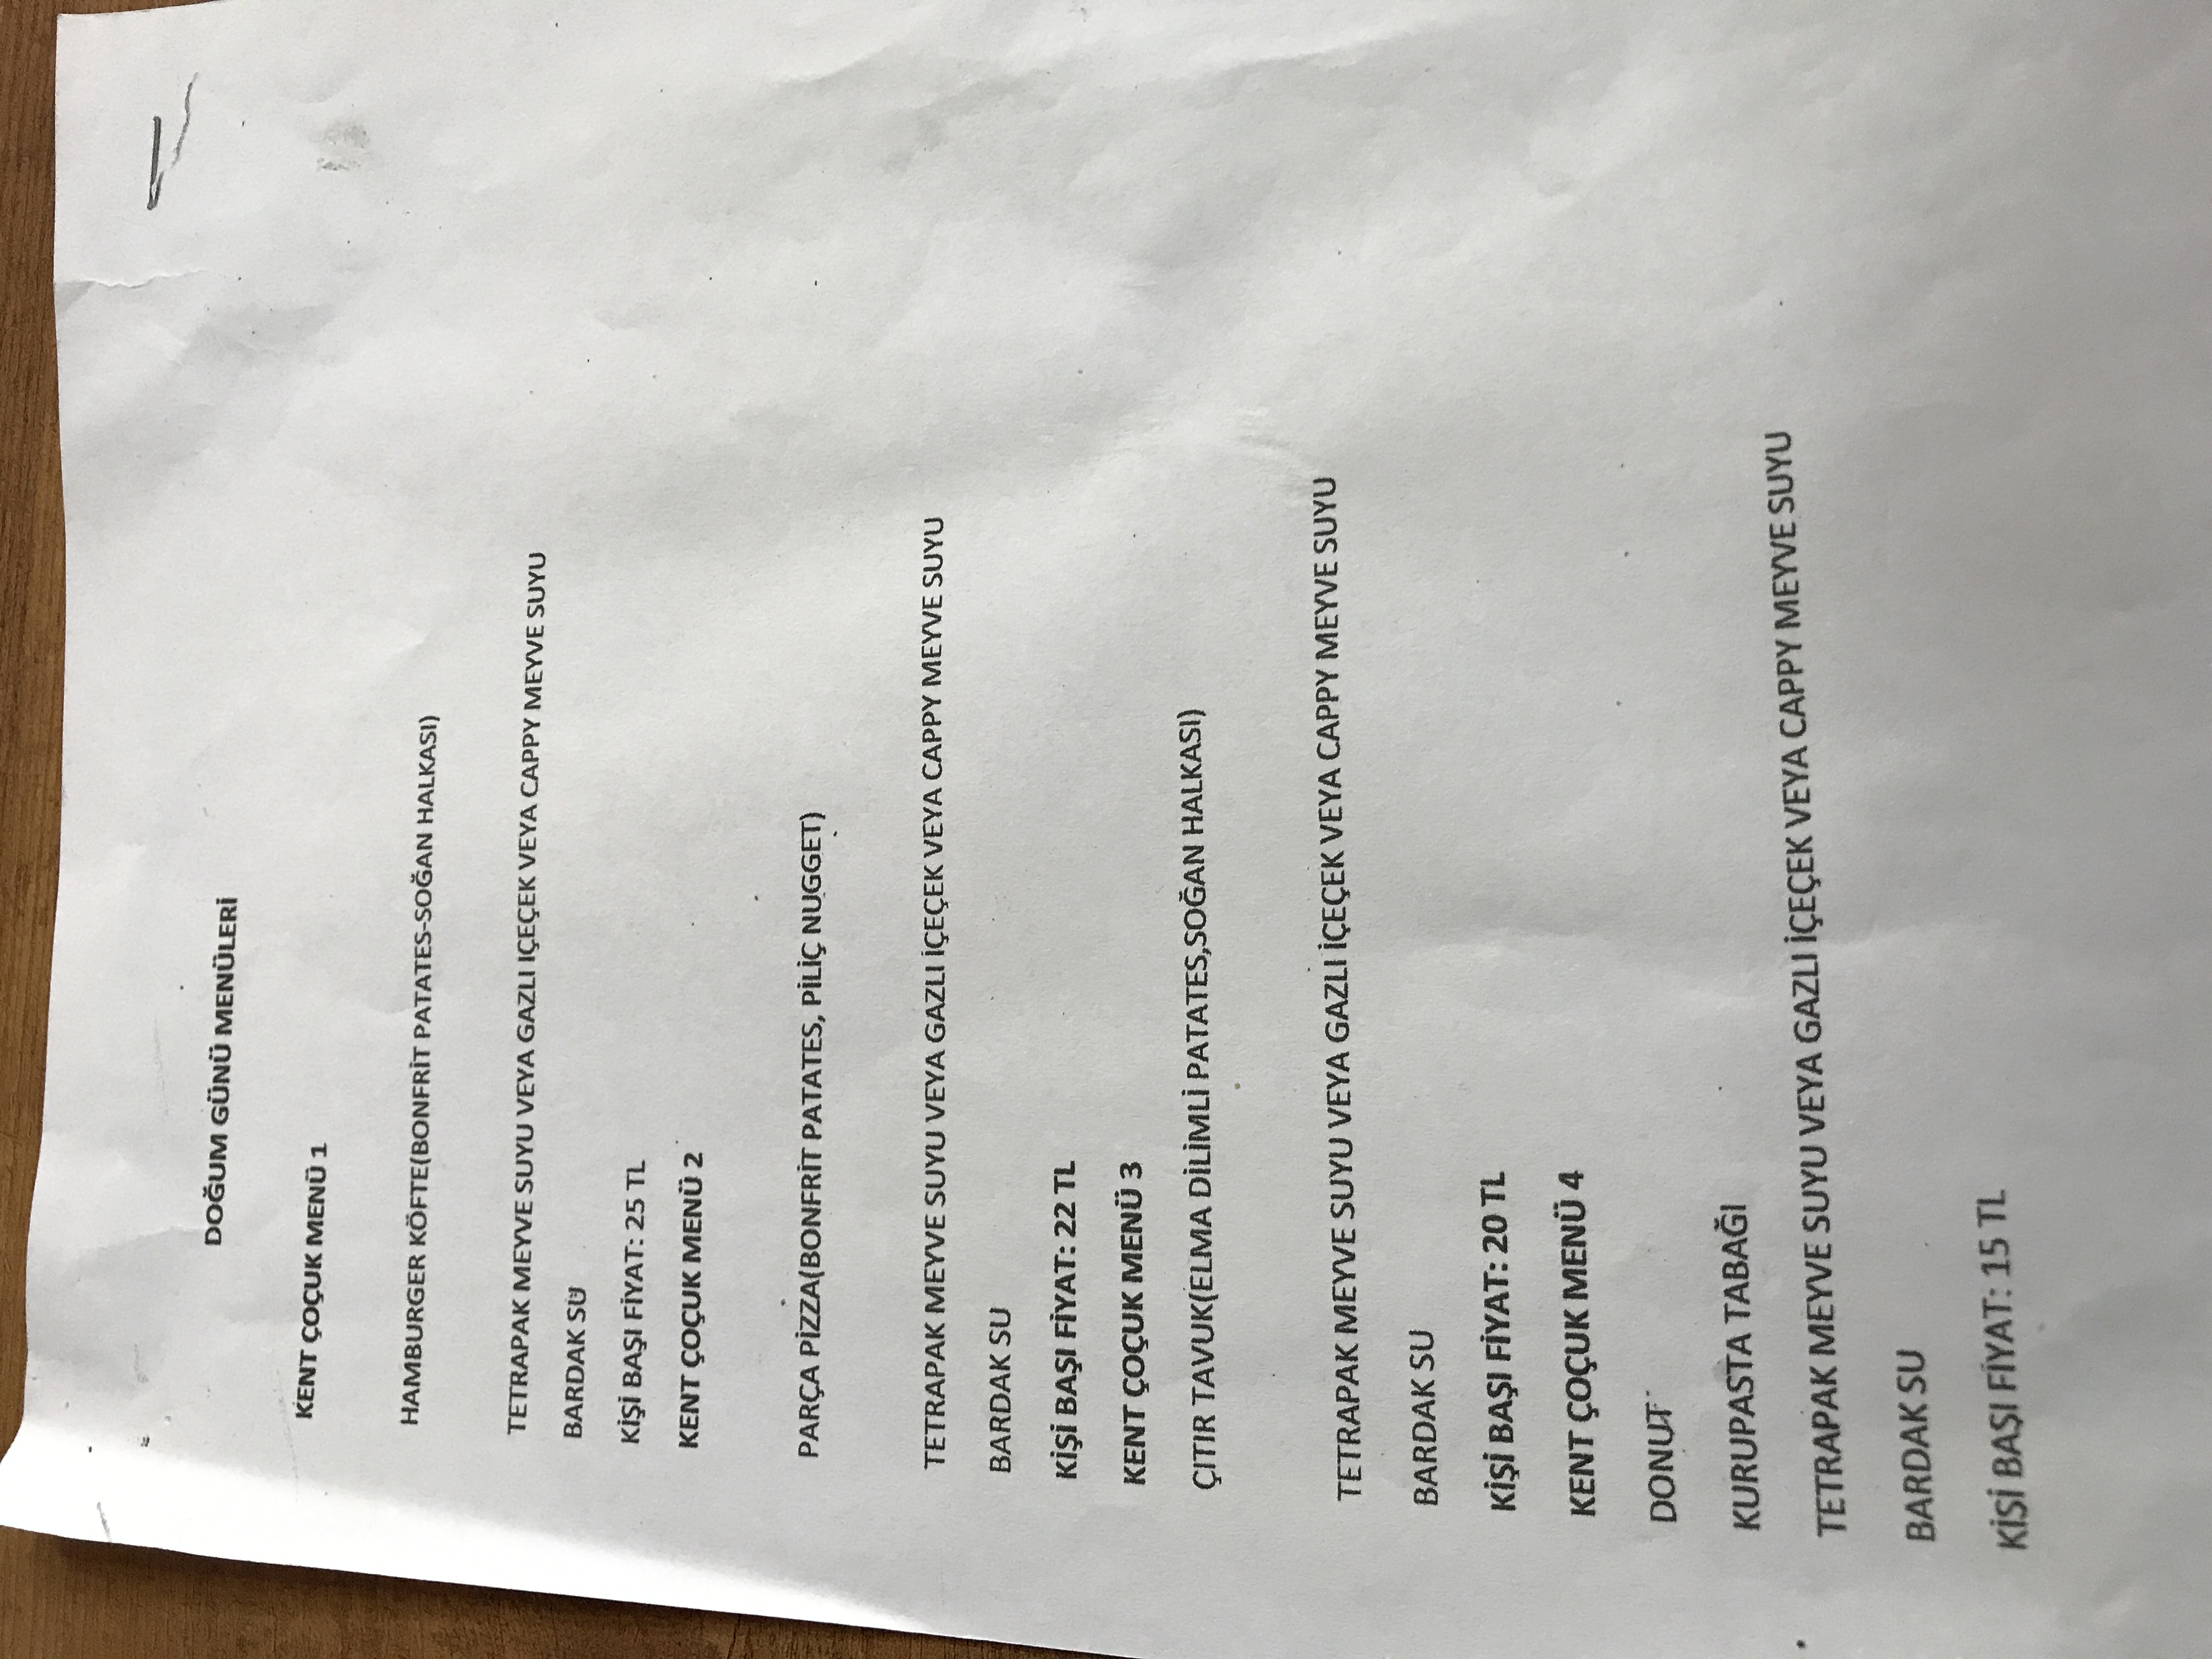 DOĞUM GÜNÜ MENÜLERİ
KENT ÇOÇUK MENÜ 1
HAMBURGER KÖFTE(BONFRİT PATATES-SOĞAN HALKASI)
TETRAPAK MEYVE SUYU VEYA GAZLI IÇEÇEK VEYA CAPPY MEYVE SUYU
BARDAK SU
KİŞİ BAŞI FİYAT: 25 TL
KENT ÇOÇUK MENÜ 2
PARÇA PİZZA(BONFRİT PATATES, PİLİÇ NUGGET)
TETRAPAK MEYVE SUYU VEYA GAZLI İÇEÇEK VEYA CAPPY MEYVE SUYU
BARDAK SU
KİŞİ BAŞI FİYAT: 22 TL
KENT ÇOÇUK MENÜ 3
ÇITIR TAVUK(ELMA DİLİMLİ PATATES,SOĞAN HALKASI)
TETRAPAK MEYVE SUYU VEYA GAZLI İÇEÇEK VEYA CAPPY MEYVE SUYU
BARDAK SU
KİŞİ BAŞI FİYAT: 20 TL
KENT ÇOÇUK MENÜ 4
DONUT
KURUPASTA TABAĞI
TETRAPAK MEYVE SUYU VEYA GAZLI İÇEÇEK VEYA CAPPY MEYVE SUYU
BARDAK SU
KİSİ BAŞI FİYAT: 15 TL